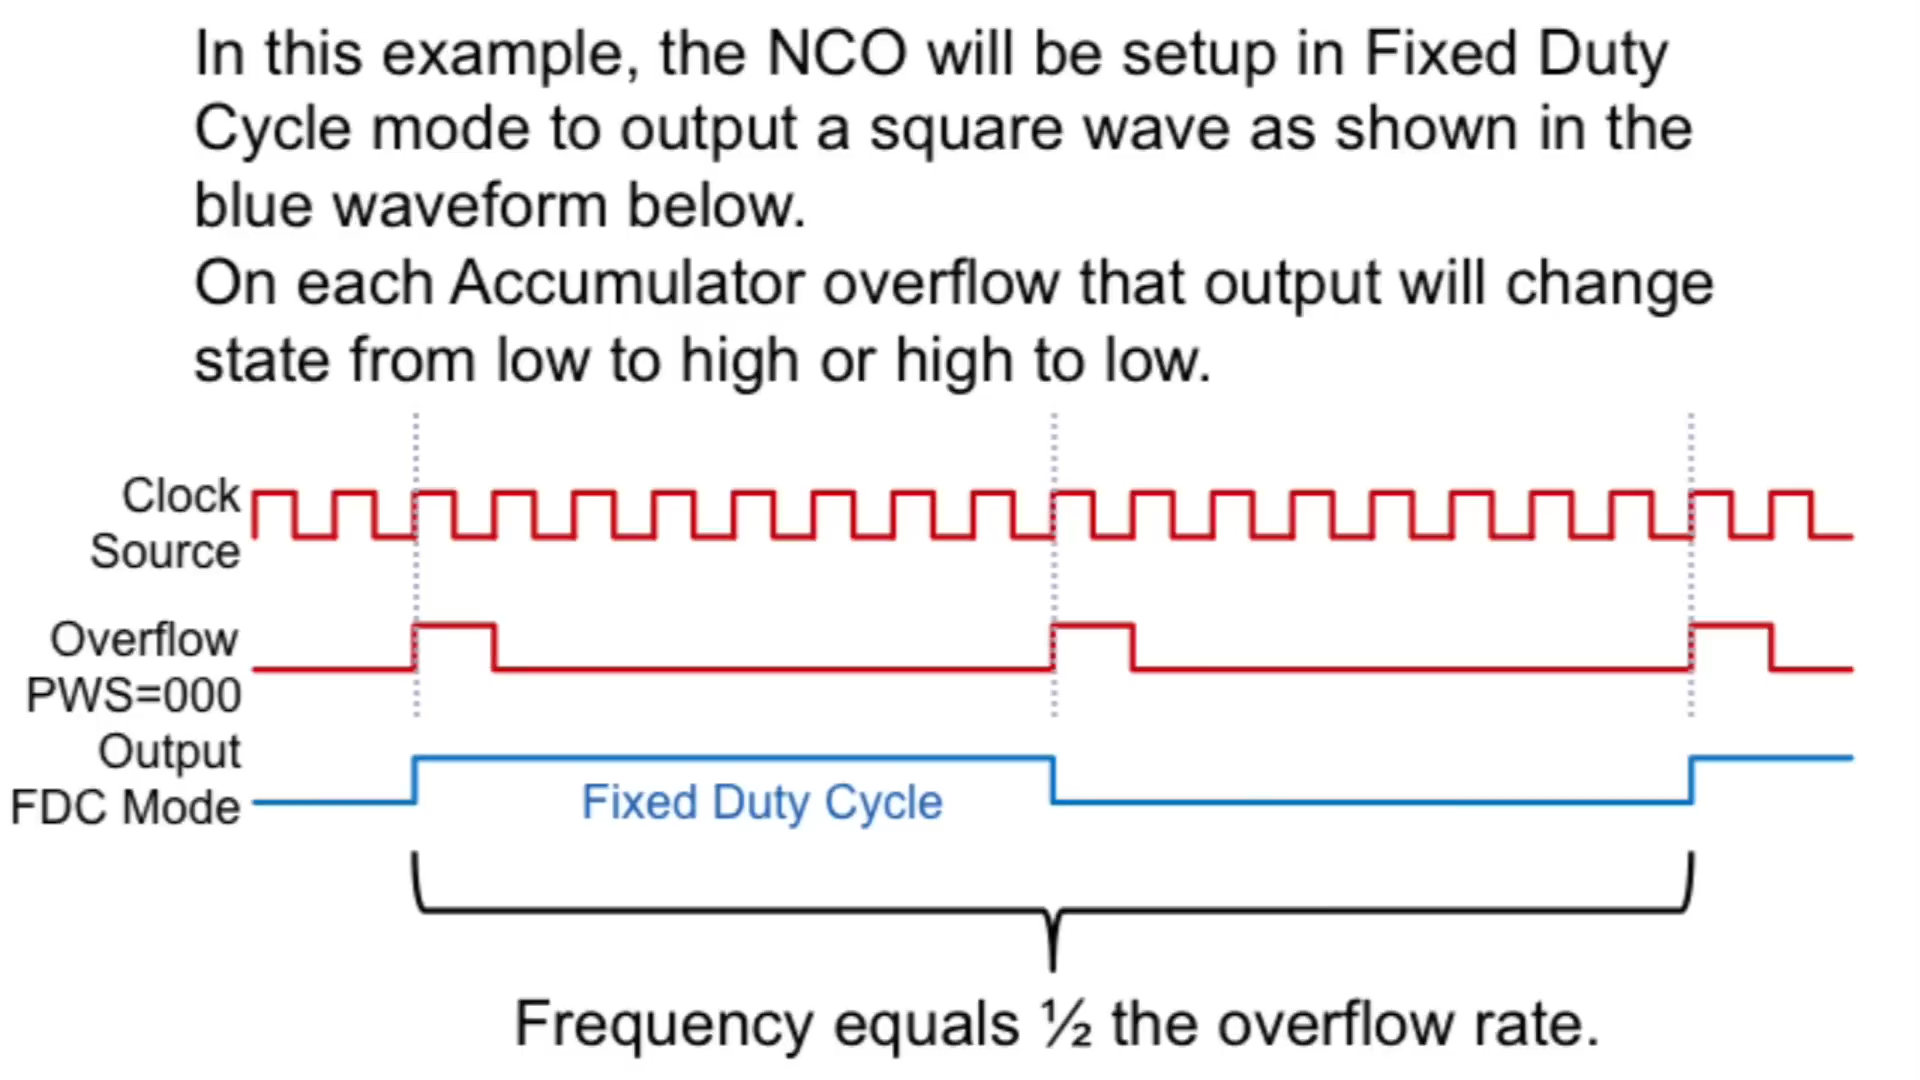 In this example, the NCO will be setup in Fixed Duty
Cycle mode to output a square wave as shown in the
blue waveform below.
On each Accumulator overflow that output will change
state from low to high or high to low.
Clock
Source
Overflow
PWS=000
Output
FDC Mode
Fixed Duty Cycle
Frequency equals ½ the overflow rate.